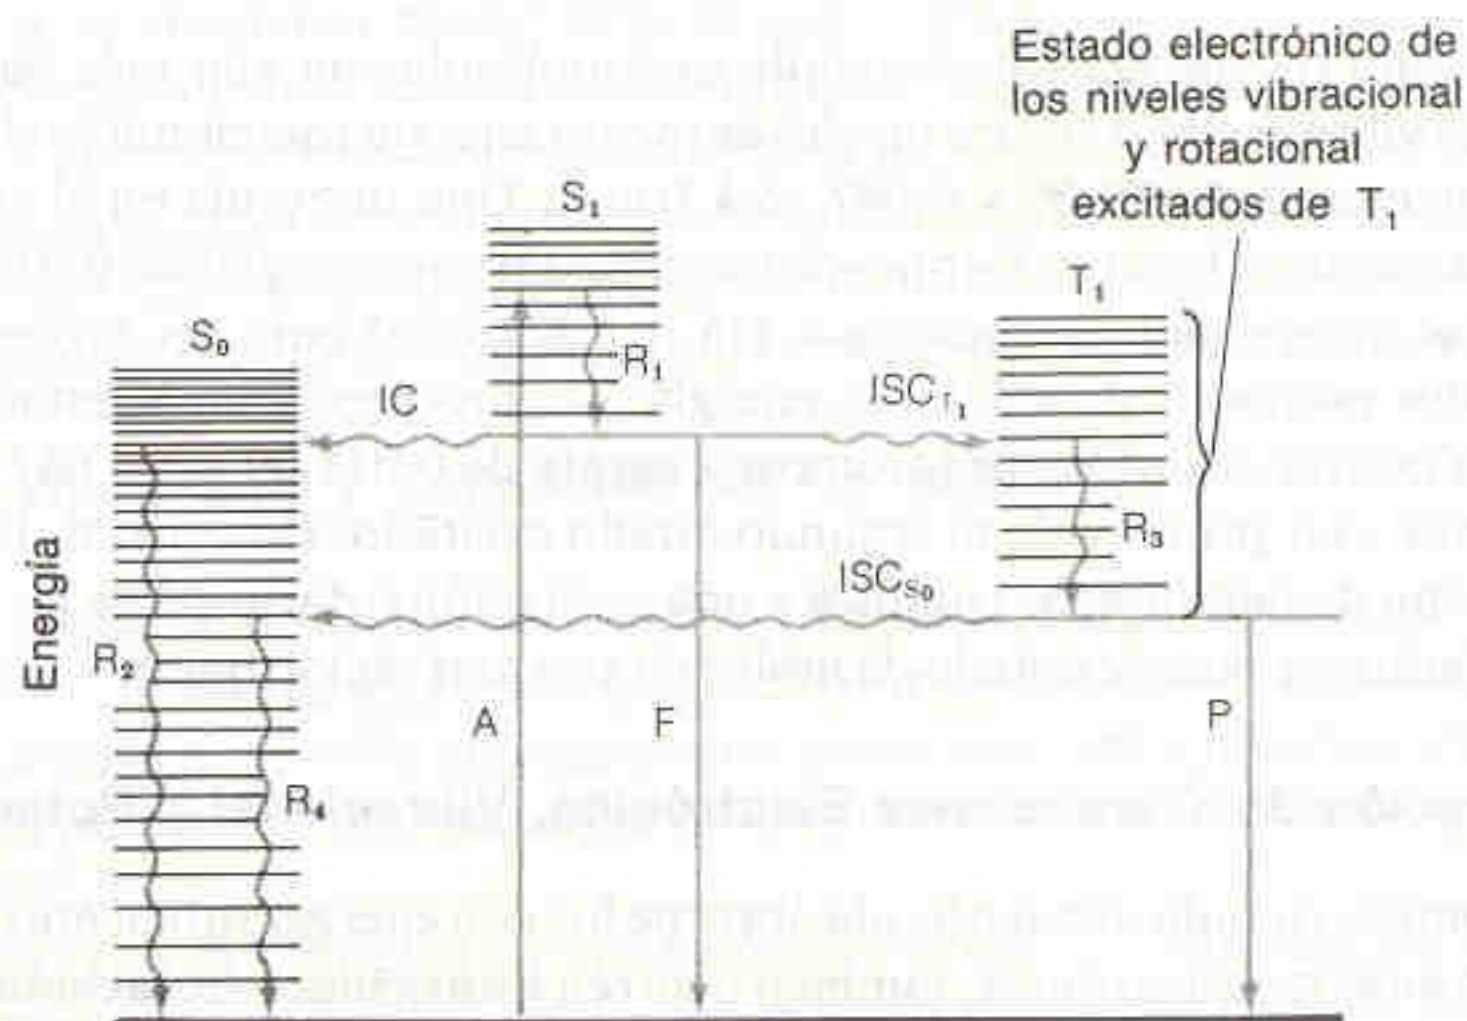 Estado electrónico de
los niveles vibracional
y rotacional
excitados de T₁
S₁
T₁
S₀
R₁
IC
ISC_T₁
R₃
ISC_S₀
Energía
R₂
A
F
P
R₄